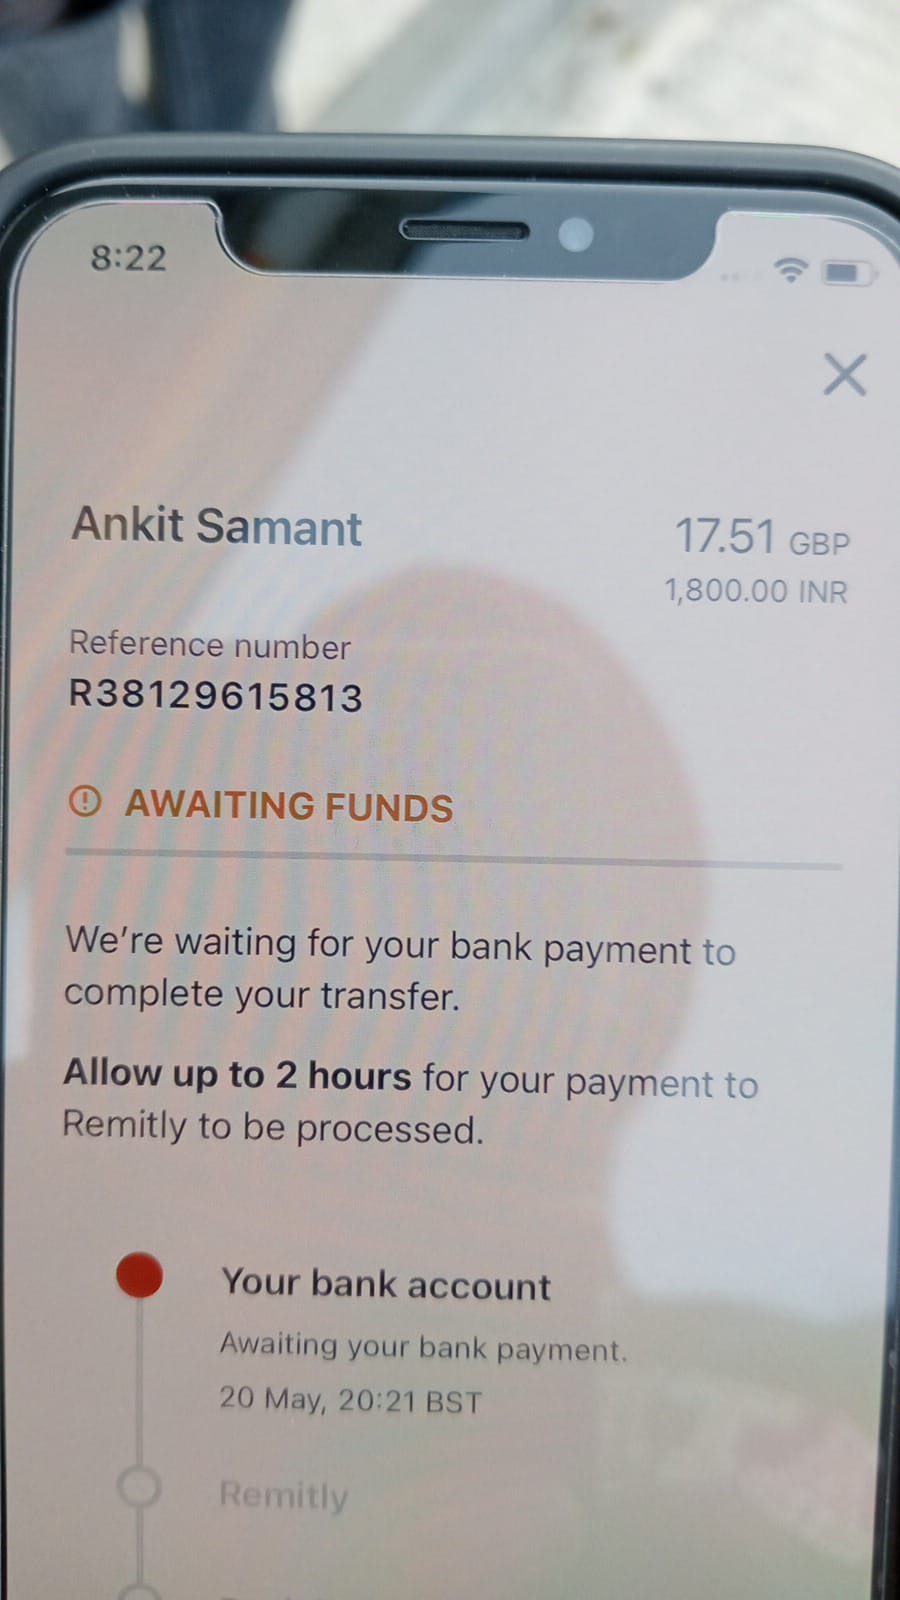 8:22
Ankit Samant
17.51 GBP
1,800.00 INR
Reference number
R38129615813
AWAITING FUNDS
We're waiting for your bank payment to
complete your transfer.
Allow up to 2 hours for your payment to
Remitly to be processed.
Your bank account
Awaiting your bank payment.
20 May, 20:21 BST
Remitly